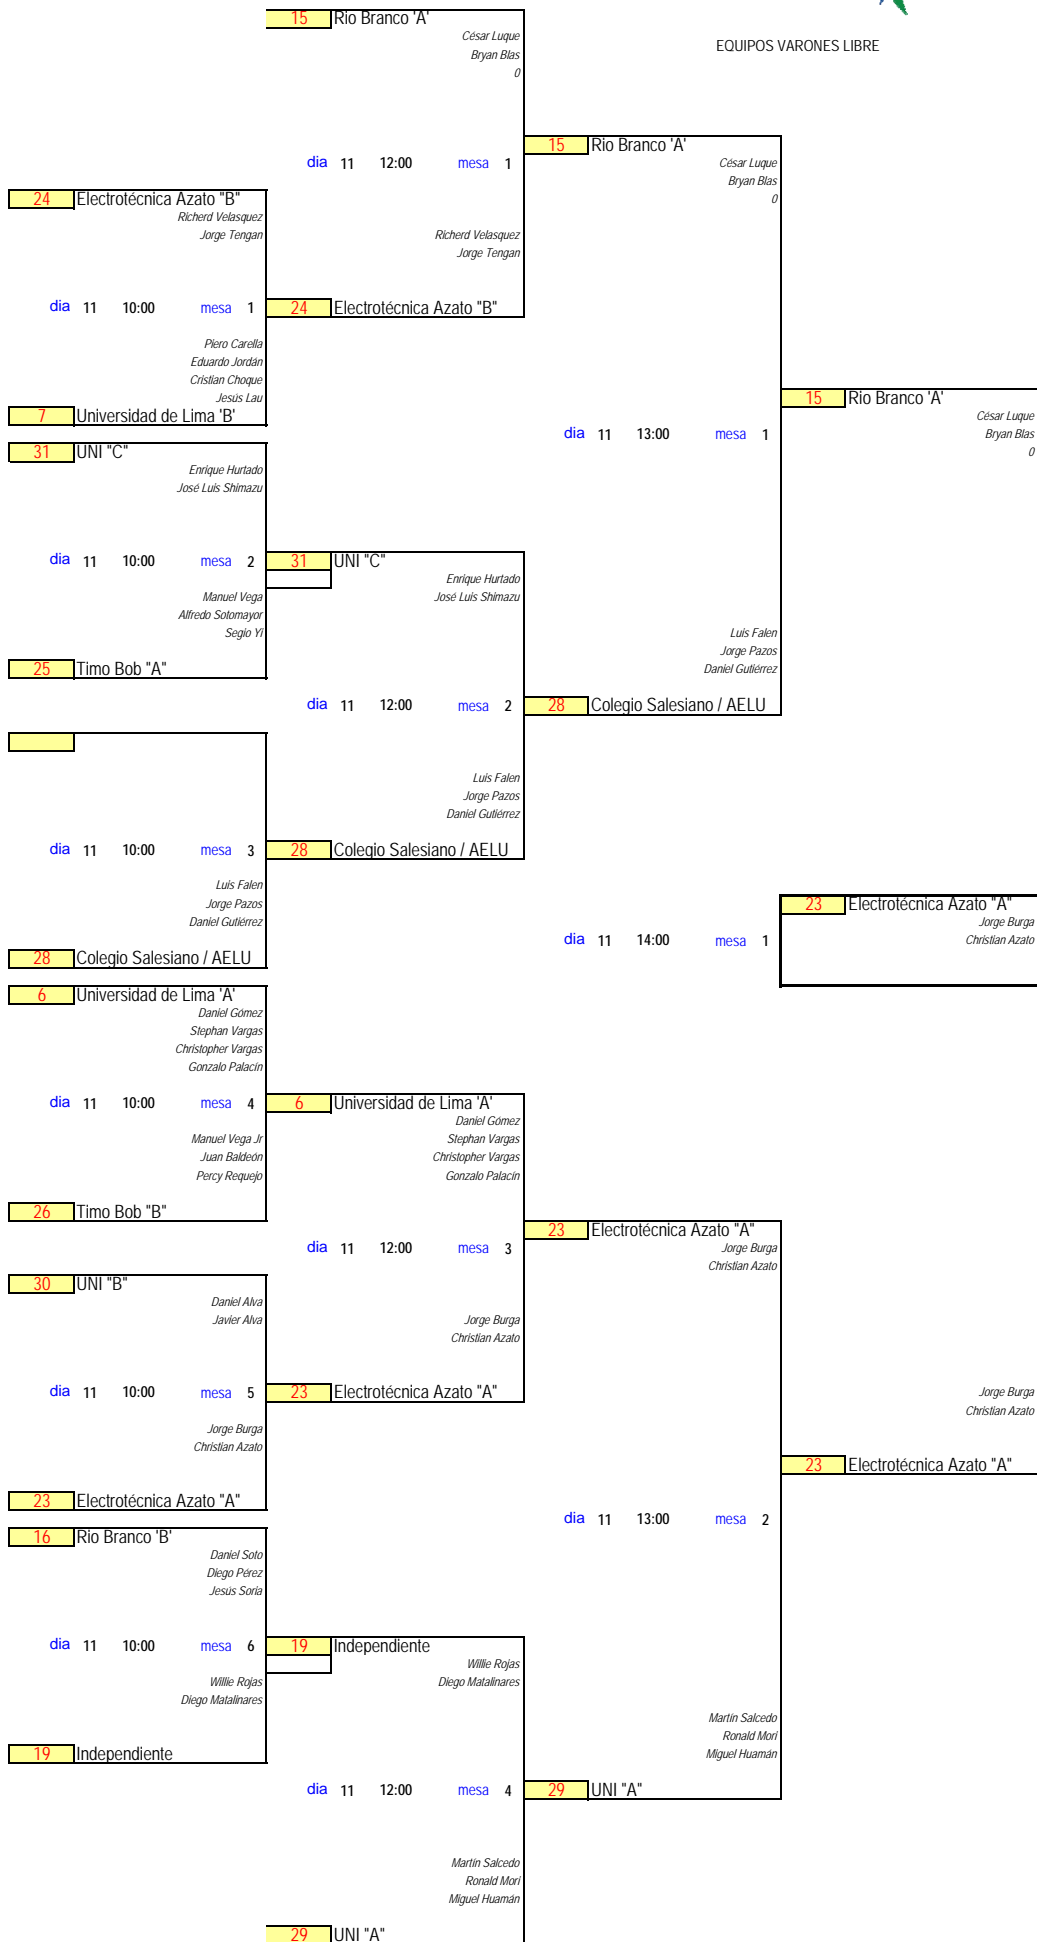 15 Rio Branco 'A'
César Luque
Bryan Blas
0
EQUIPOS VARONES LIBRE
15 Rio Branco 'A'
dia 11 12:00 mesa 1
César Luque
Bryan Blas
0
24 Electrotécnica Azato "B"
Richerd Velasquez
Jorge Tengan
Richerd Velasquez
Jorge Tengan
dia 11 10:00 mesa 1
24 Electrotécnica Azato "B"
Piero Carella
Eduardo Jordán
Cristian Choque
Jesús Lau
7 Universidad de Lima 'B'
15 Rio Branco 'A'
César Luque
Bryan Blas
0
dia 11 13:00 mesa 1
31 UNI "C"
Enrique Hurtado
José Luis Shimazu
dia 11 10:00 mesa 2
31 UNI "C"
Enrique Hurtado
José Luis Shimazu
Manuel Vega
Alfredo Sotomayor
Segio Yi
Luis Falen
Jorge Pazos
Daniel Gutiérrez
25 Timo Bob "A"
dia 11 12:00 mesa 2
28 Colegio Salesiano / AELU
Luis Falen
Jorge Pazos
Daniel Gutiérrez
dia 11 10:00 mesa 3
28 Colegio Salesiano / AELU
Luis Falen
Jorge Pazos
Daniel Gutiérrez
23 Electrotécnica Azato "A"
Jorge Burga
Christian Azato
dia 11 14:00 mesa 1
28 Colegio Salesiano / AELU
6 Universidad de Lima 'A'
Daniel Gómez
Stephan Vargas
Christopher Vargas
Gonzalo Palacín
dia 11 10:00 mesa 4
6 Universidad de Lima 'A'
Daniel Gómez
Stephan Vargas
Christopher Vargas
Gonzalo Palacín
Manuel Vega Jr
Juan Baldeón
Percy Requejo
26 Timo Bob "B"
23 Electrotécnica Azato "A"
Jorge Burga
Christian Azato
dia 11 12:00 mesa 3
30 UNI "B"
Daniel Alva
Javier Alva
Jorge Burga
Christian Azato
dia 11 10:00 mesa 5
23 Electrotécnica Azato "A"
Jorge Burga
Christian Azato
Jorge Burga
Christian Azato
23 Electrotécnica Azato "A"
23 Electrotécnica Azato "A"
dia 11 13:00 mesa 2
16 Rio Branco 'B'
Daniel Soto
Diego Pérez
Jesús Soria
dia 11 10:00 mesa 6
19 Independiente
Willie Rojas
Diego Matalinares
Willie Rojas
Diego Matalinares
Martín Salcedo
Ronald Mori
Miguel Huamán
19 Independiente
dia 11 12:00 mesa 4
29 UNI "A"
Martín Salcedo
Ronald Mori
Miguel Huamán
29 UNI "A"